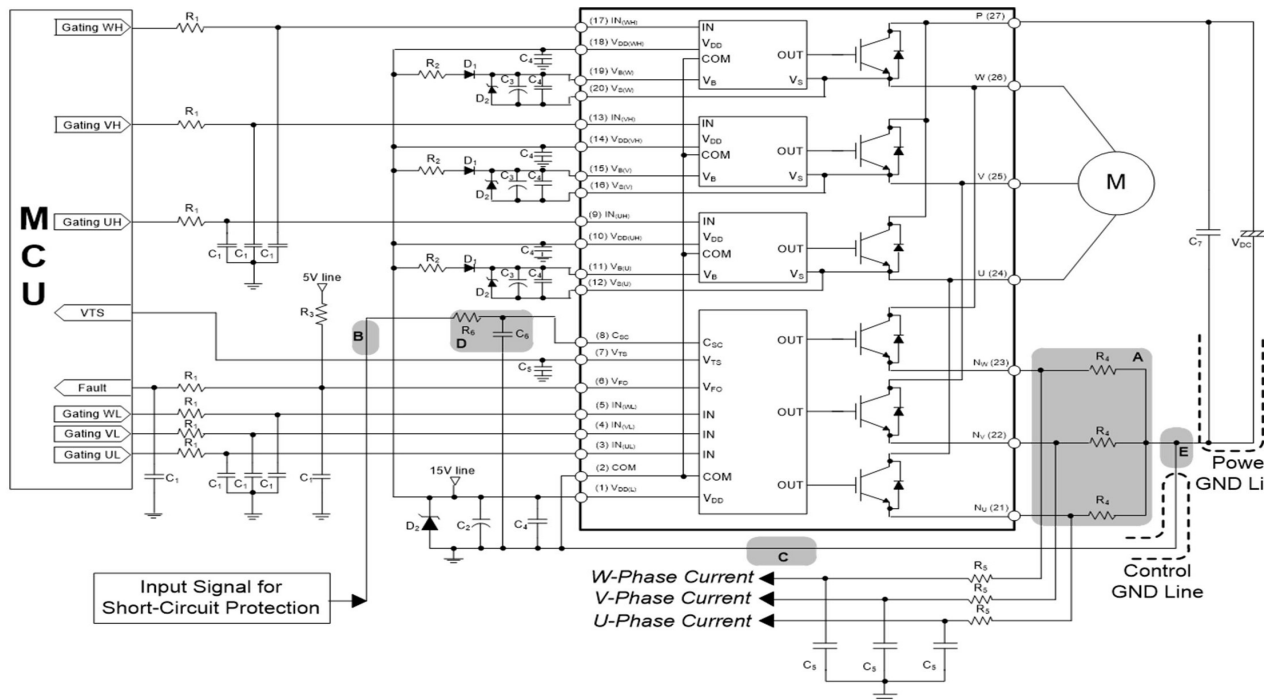 Gating WH
R1
(17) IN(WH)
IN
P (27)
(18) VDD(WH)
VDD
COM
OUT
C4
R2
D1
(19) VB(W)
VB
VS
W (26)
D2
C3
C4
(20) VS(W)
Gating VH
R1
(13) IN(VH)
IN
(14) VDD(VH)
VDD
COM
OUT
C4
R2
D1
(15) VB(V)
VB
VS
V (25)
M
D2
C3
C4
(16) VS(V)
MCU
Gating UH
R1
(9) IN(UH)
IN
(10) VDD(UH)
VDD
COM
OUT
C4
C1
C1
C1
C7
VDC
R2
D1
(11) VB(U)
VB
VS
U (24)
D2
C3
C4
(12) VS(U)
5V line
R3
VTS
B
D
R6
C6
(8) CSC
CSC
(7) VTS
VTS
C5
OUT
NW (23)
R4
A
Fault
R1
(6) VFO
VFO
Gating WL
R1
(5) IN(WL)
IN
OUT
Gating VL
R1
(4) IN(VL)
IN
NV (22)
R4
E
Gating UL
(3) IN(UL)
IN
Power
GND Li
C1
C1
C1
C1
C1
(2) COM
COM
OUT
15V line
(1) VDD(L)
VDD
NU (21)
R4
D2
C2
C4
C
Control
GND Line
Input Signal for
Short-Circuit Protection
W-Phase Current
R5
V-Phase Current
R5
U-Phase Current
R5
C5
C5
C5